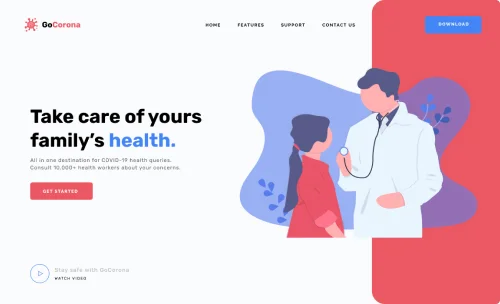 GoCorona
HOME
FEATURES
SUPPORT
CONTACT US
DOWNLOAD
Take care of yours
family's health.
All in one destination for COVID-19 health queries.
Consult 10,000+ health workers about your concerns.
GET STARTED
Stay safe with GoCorona
WATCH VIDEO